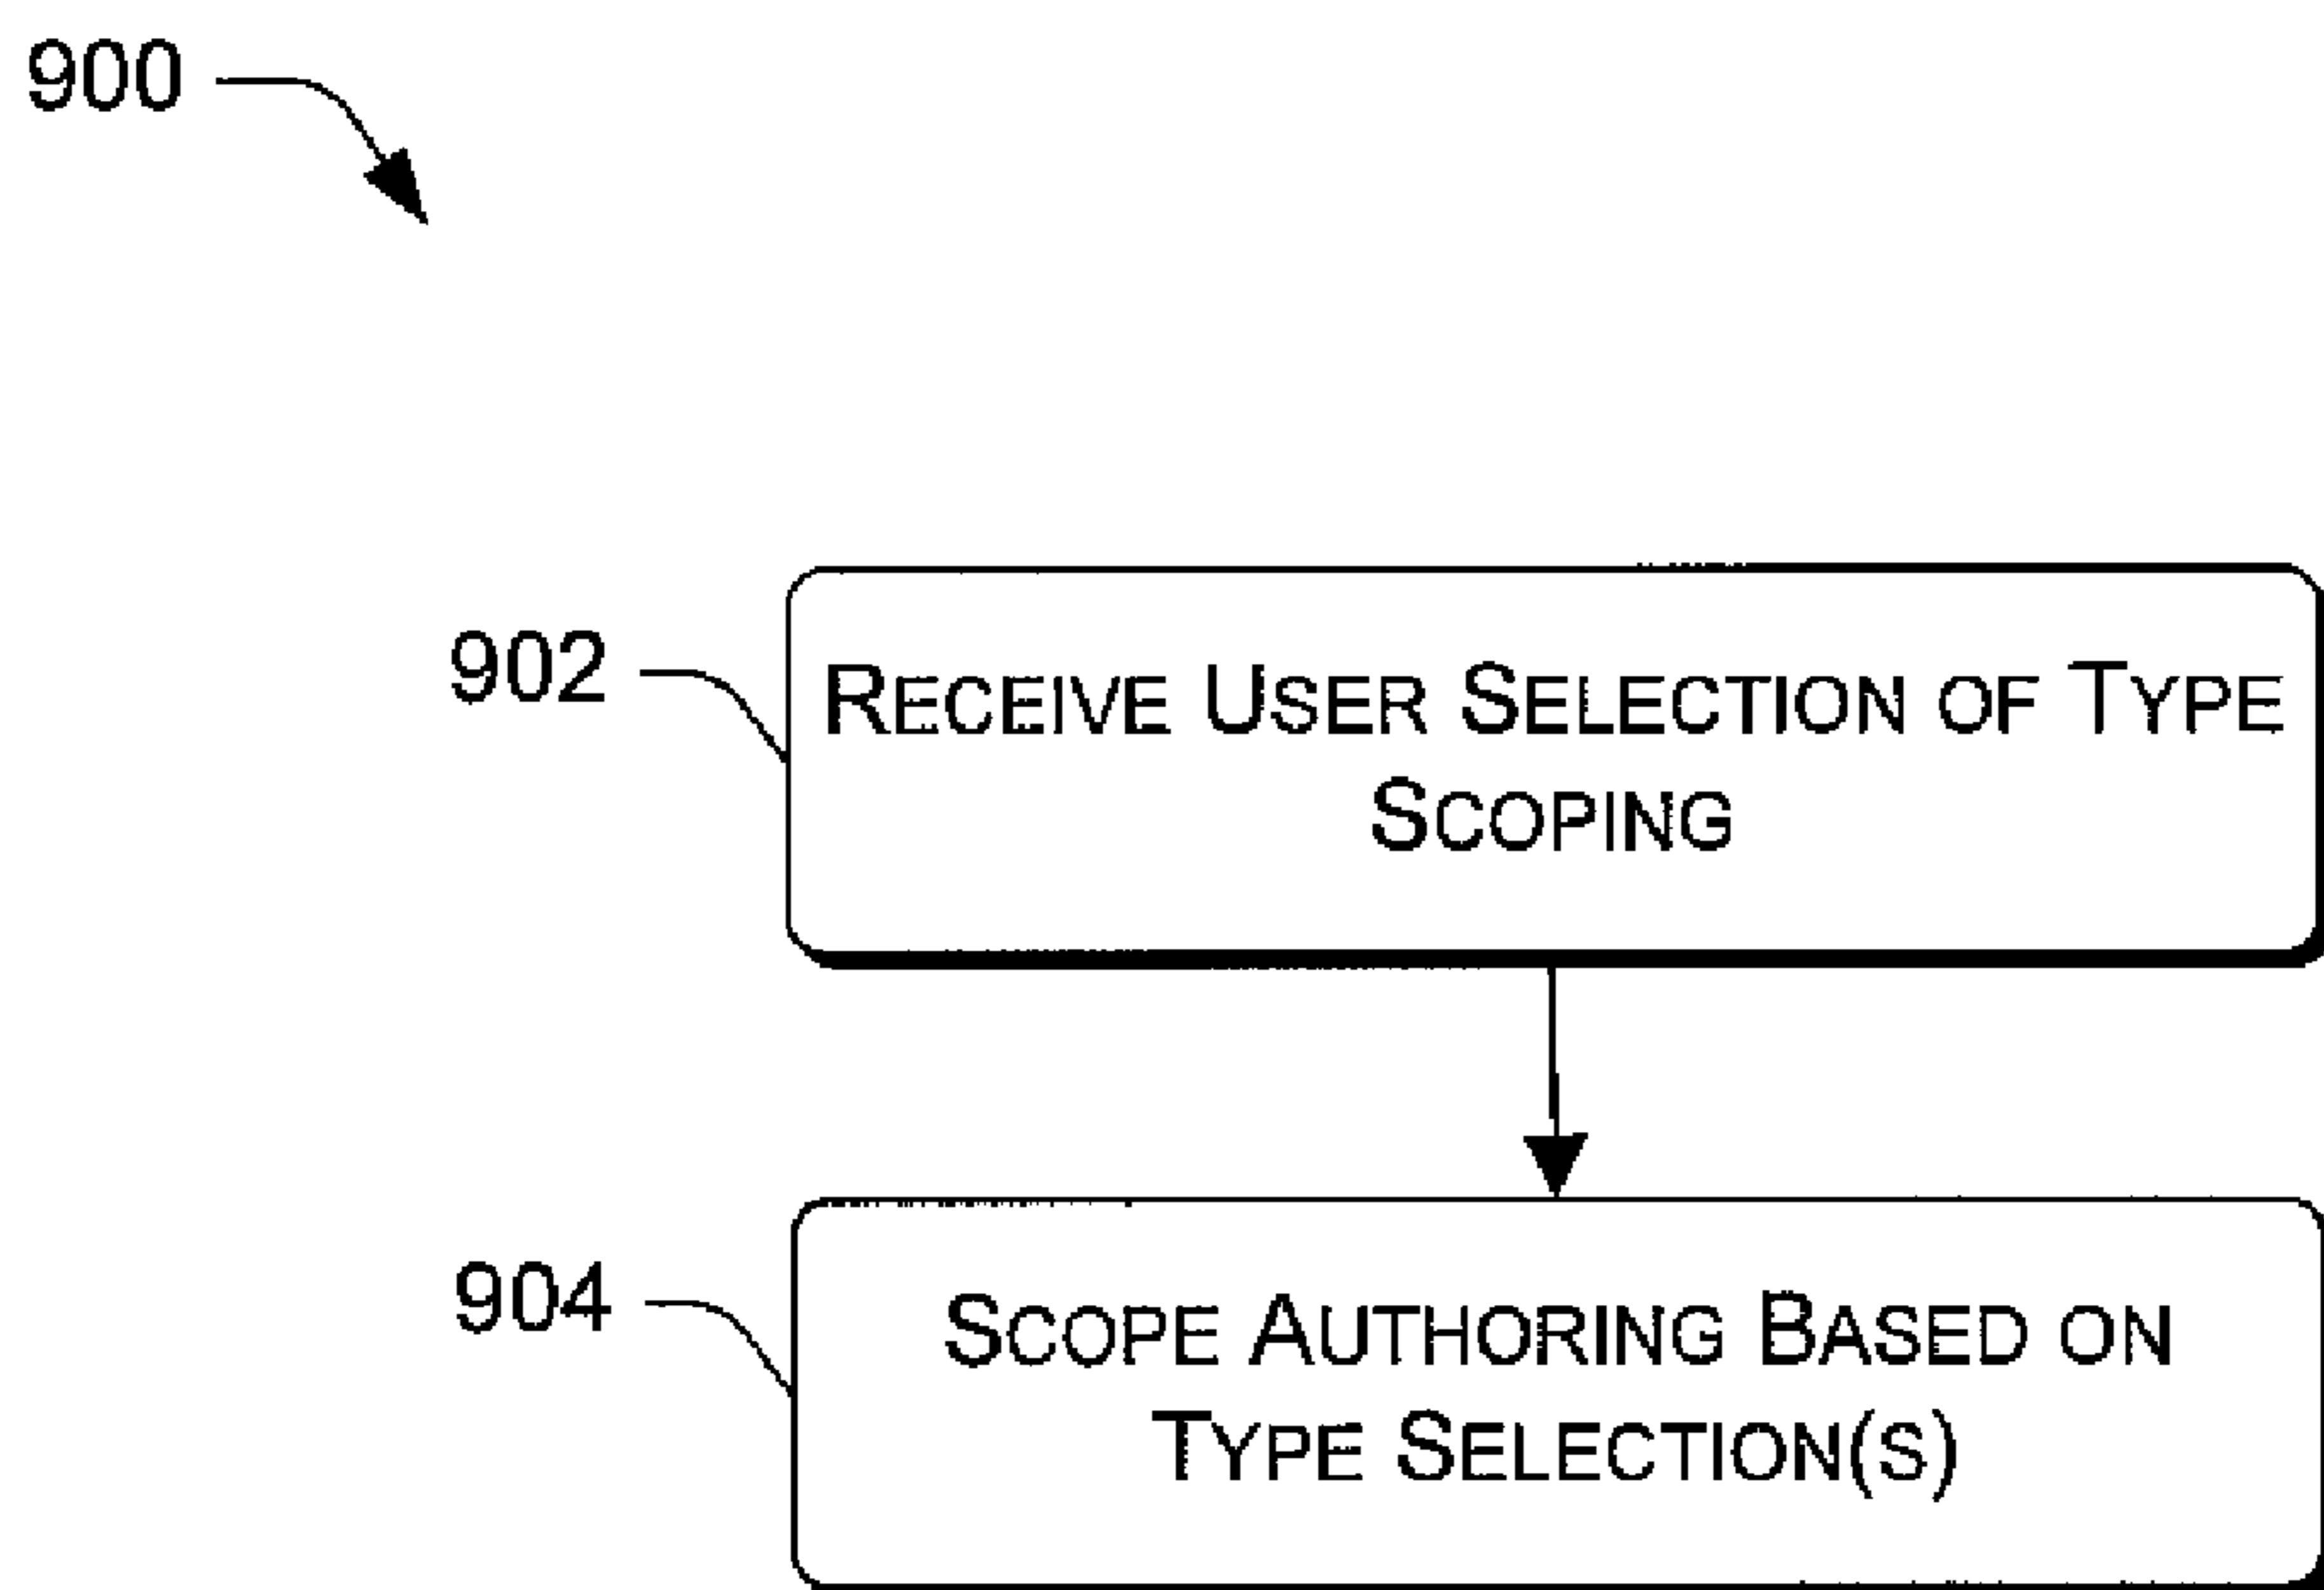 900
902
RECEIVE USER SELECTION OF TYPE
SCOPING
904
SCOPE AUTHORING BASED ON
TYPE SELECTION(S)